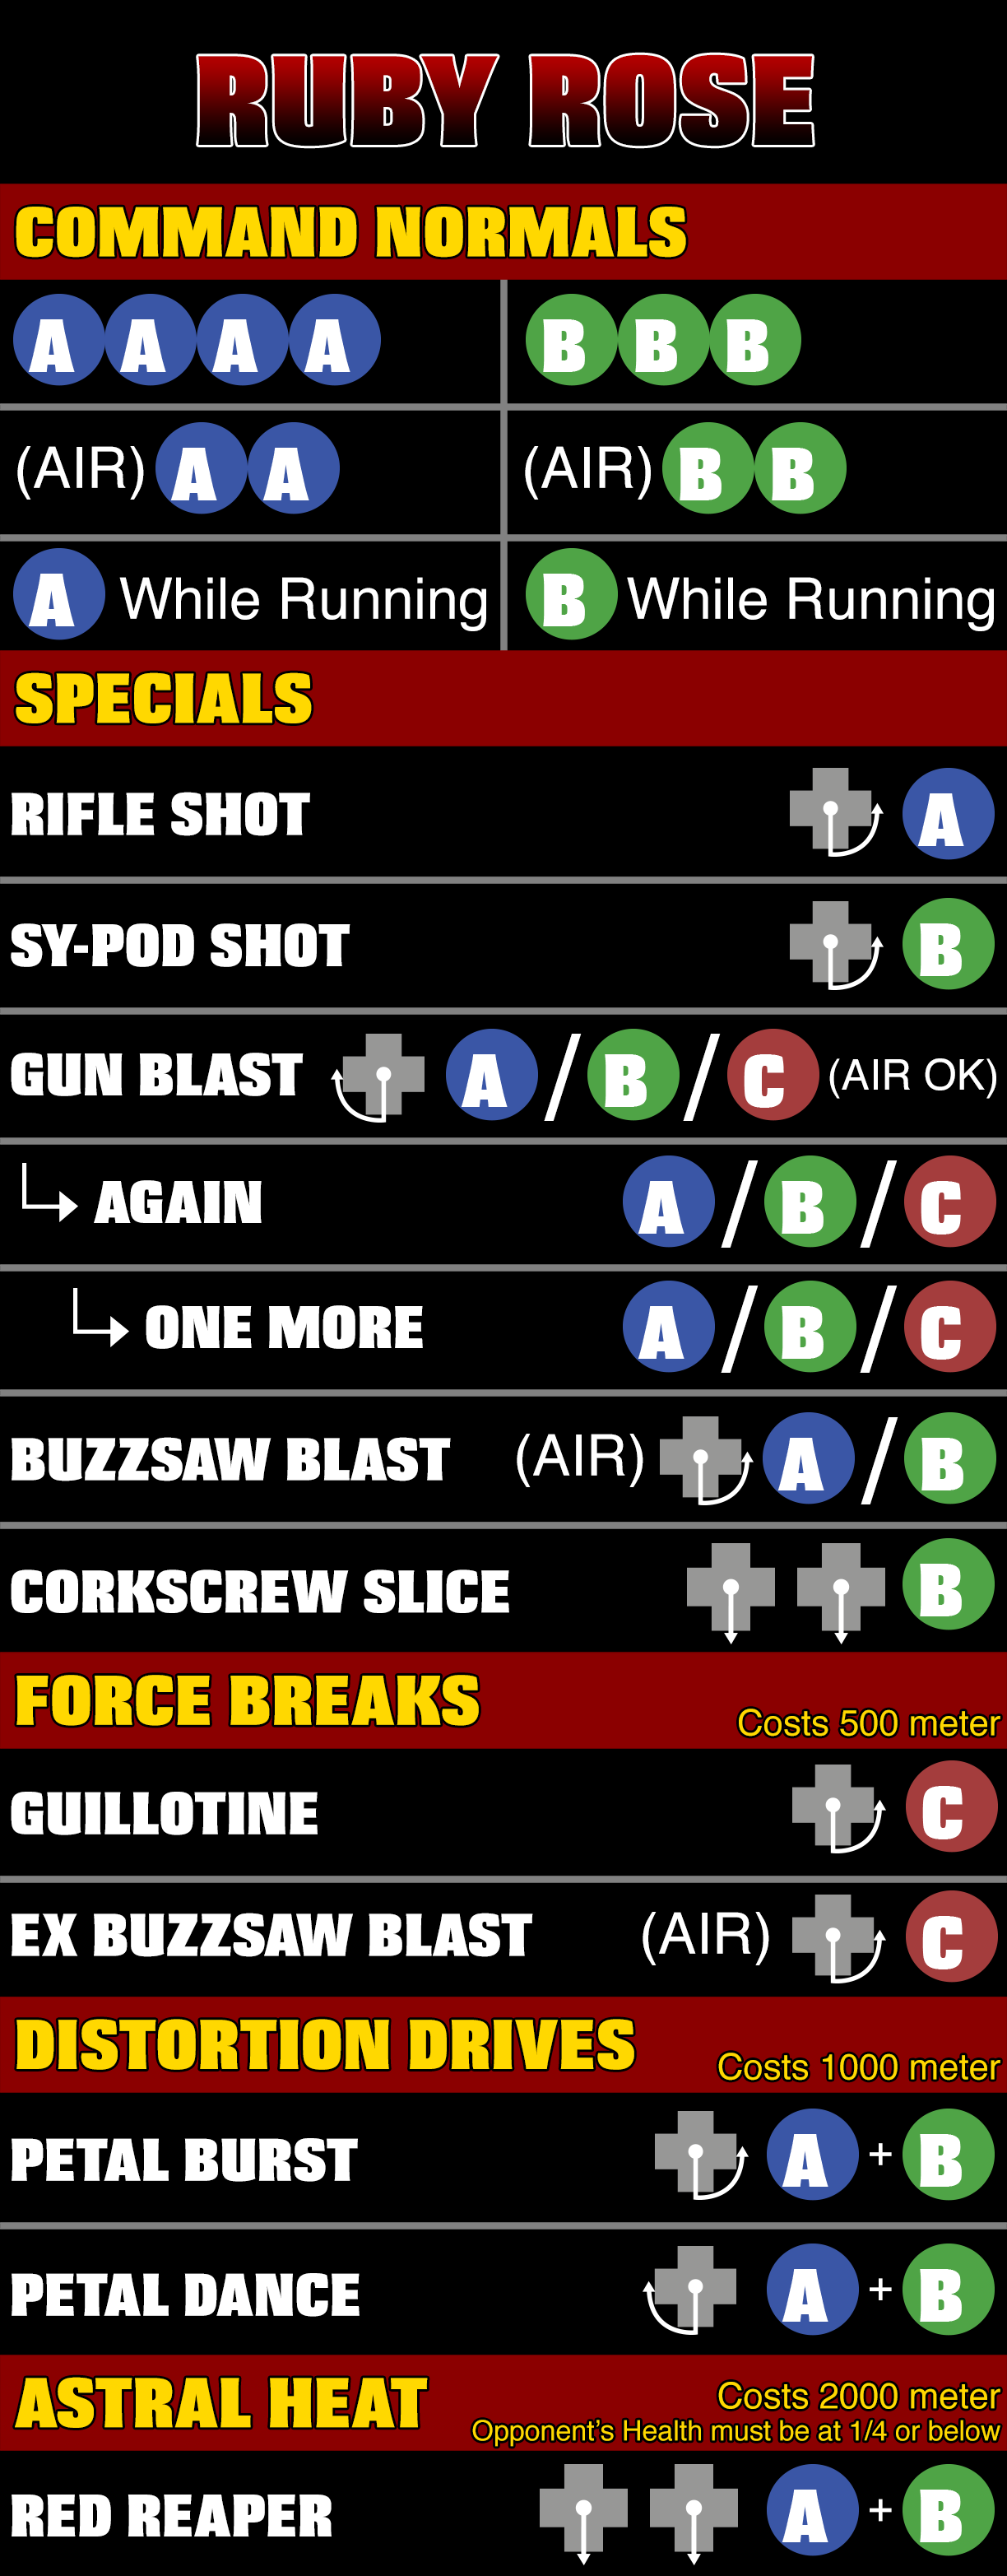 RUBY ROSE
COMMAND NORMALS
A A A A B B B
(AIR) A A (AIR) B B
A While Running B While Running
SPECIALS
RIFLE SHOT A
SY-POD SHOT B
GUN BLAST A / B / C (AIR OK)
AGAIN A / B / C
ONE MORE A / B / C
BUZZSAW BLAST (AIR) A / B
CORKSCREW SLICE B
FORCE BREAKS Costs 500 meter
GUILLOTINE C
EX BUZZSAW BLAST (AIR) C
DISTORTION DRIVES Costs 1000 meter
PETAL BURST A + B
PETAL DANCE A + B
ASTRAL HEAT Costs 2000 meter
Opponent's Health must be at 1/4 or below
RED REAPER A + B